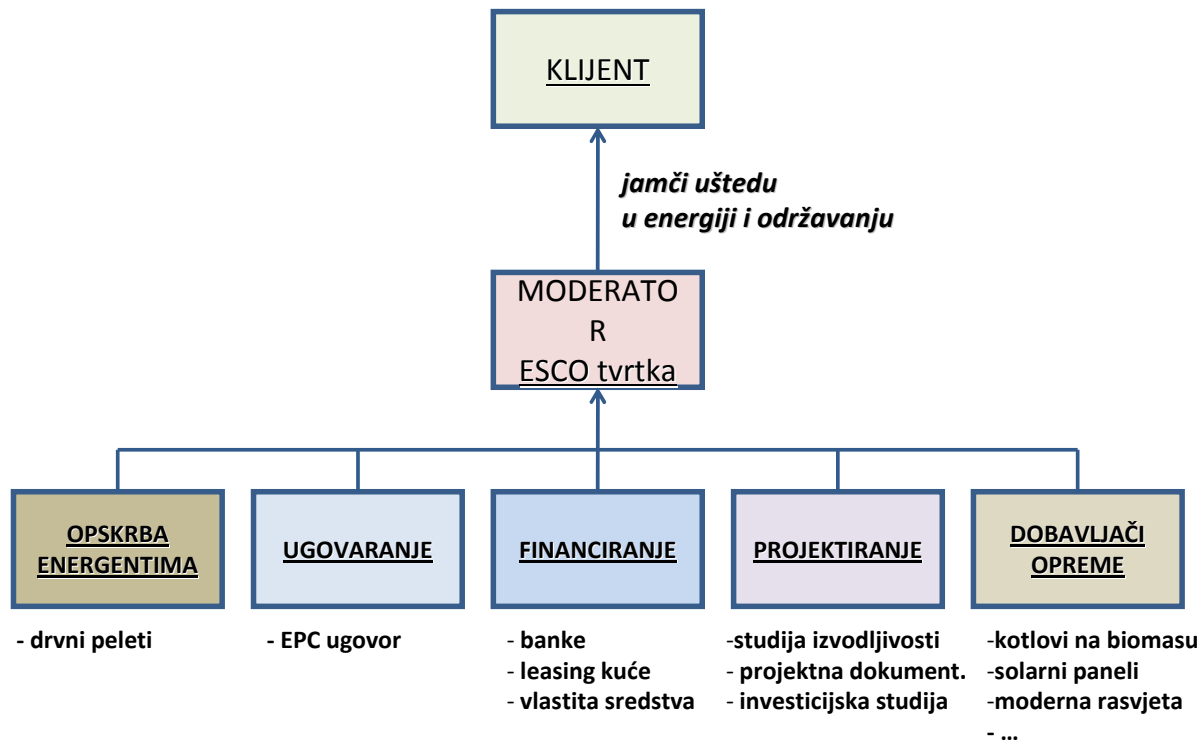 KLIJENT
jamči uštedu
u energiji i održavanju
MODERATO
R
ESCO tvrtka
OPSKRBA
ENERGENTIMA
- drvni peleti
UGOVARANJE
- EPC ugovor
FINANCIRANJE
- banke
- leasing kuće
- vlastita sredstva
PROJEKTIRANJE
-studija izvodljivosti
- projektna dokument.
- investicijska studija
DOBAVLJAČI
OPREME
-kotlovi na biomasu
-solarni paneli
-moderna rasvjeta
- ...